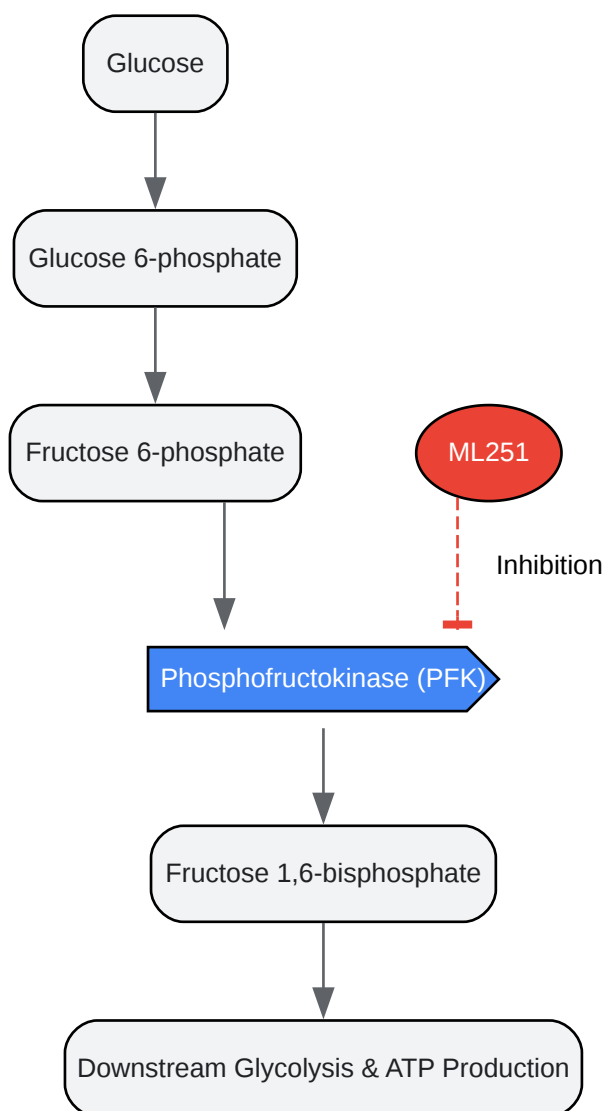 Glucose
Glucose 6-phosphate
Fructose 6-phosphate
ML251
Inhibition
Phosphofructokinase (PFK)
Fructose 1,6-bisphosphate
Downstream Glycolysis & ATP Production